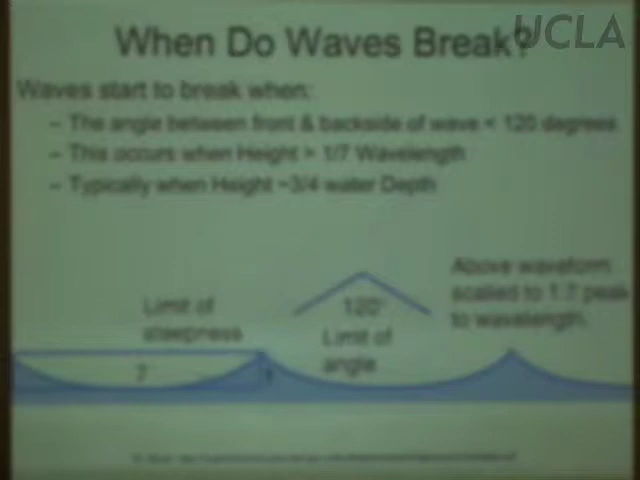 UCLA
When Do Waves Break?
Waves start to break when:
– The angle between front & backside of wave < 120 degrees
– This occurs when Height > 1/7 Wavelength
– Typically when Height ~3/4 water Depth
Above waveform
scaled to 1:7 peak
to wavelength.
Limit of
steepness
120°
Limit of
angle
7
1